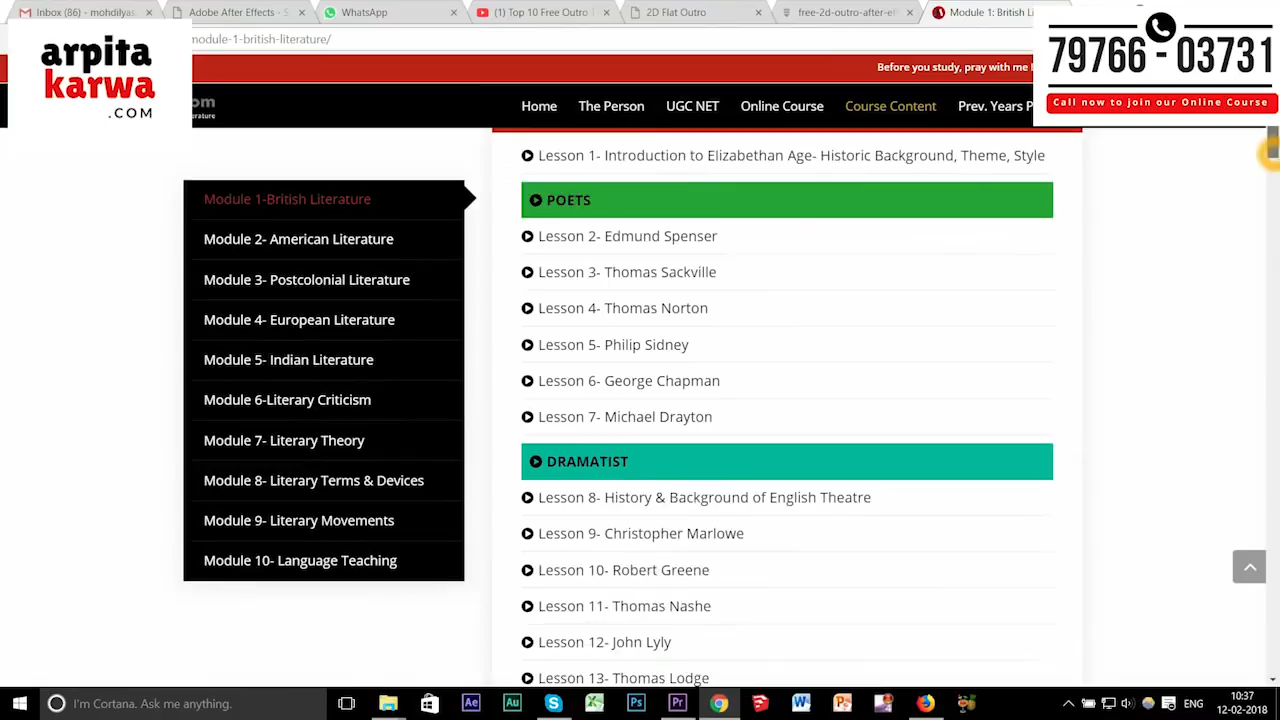 Inbox (86) - mohdilyas
Adobe After Effects - S
WhatsApp
(1) Top 10 Free Outro
2D Flat Outro
free-2d-outro-after-ef
Module 1: British Li
module-1-british-literature/
arpita
karwa
.COM
79766 - 03731
Call now to join our Online Course
Before you study, pray with me
Home
The Person
UGC NET
Online Course
Course Content
Prev. Years P
Module 1-British Literature
Module 2- American Literature
Module 3- Postcolonial Literature
Module 4- European Literature
Module 5- Indian Literature
Module 6-Literary Criticism
Module 7- Literary Theory
Module 8- Literary Terms & Devices
Module 9- Literary Movements
Module 10- Language Teaching
Lesson 1- Introduction to Elizabethan Age- Historic Background, Theme, Style
POETS
Lesson 2- Edmund Spenser
Lesson 3- Thomas Sackville
Lesson 4- Thomas Norton
Lesson 5- Philip Sidney
Lesson 6- George Chapman
Lesson 7- Michael Drayton
DRAMATIST
Lesson 8- History & Background of English Theatre
Lesson 9- Christopher Marlowe
Lesson 10- Robert Greene
Lesson 11- Thomas Nashe
Lesson 12- John Lyly
Lesson 13- Thomas Lodge
I'm Cortana. Ask me anything.
ENG
10:37
12-02-2018